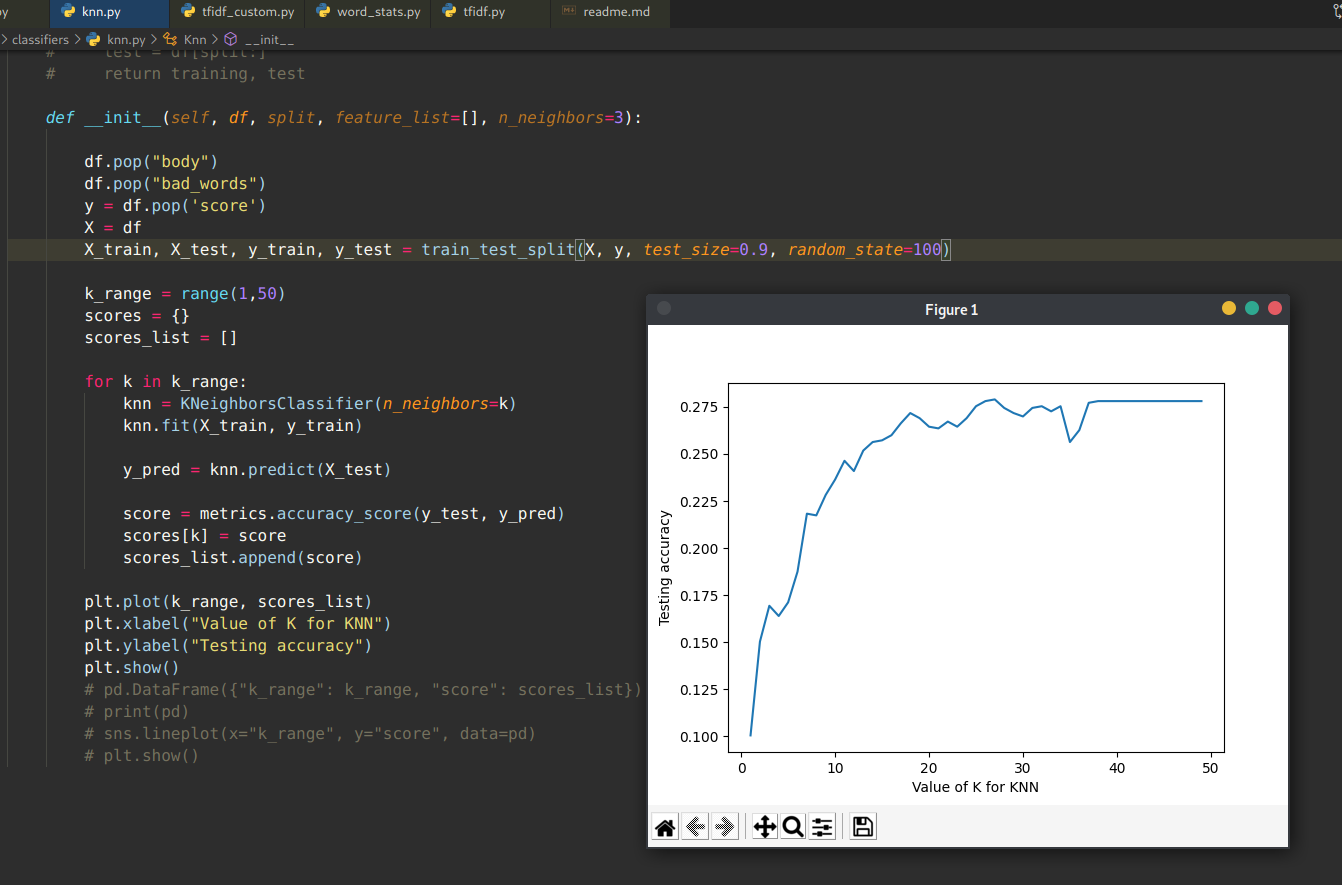 py
knn.py
tfidf_custom.py
word_stats.py
tfidf.py
readme.md
> classifiers > knn.py > Knn > __init__
#     test = df[split:]
#     return training, test
def __init__(self, df, split, feature_list=[], n_neighbors=3):
df.pop("body")
df.pop("bad_words")
y = df.pop('score')
X = df
X_train, X_test, y_train, y_test = train_test_split(X, y, test_size=0.9, random_state=100)
k_range = range(1,50)
scores = {}
scores_list = []
for k in k_range:
knn = KNeighborsClassifier(n_neighbors=k)
knn.fit(X_train, y_train)
y_pred = knn.predict(X_test)
score = metrics.accuracy_score(y_test, y_pred)
scores[k] = score
scores_list.append(score)
plt.plot(k_range, scores_list)
plt.xlabel("Value of K for KNN")
plt.ylabel("Testing accuracy")
plt.show()
# pd.DataFrame({"k_range": k_range, "score": scores_list})
# print(pd)
# sns.lineplot(x="k_range", y="score", data=pd)
# plt.show()
Figure 1
0.275
0.250
0.225
0.200
0.175
0.150
0.125
0.100
Testing accuracy
0 10 20 30 40 50
Value of K for KNN